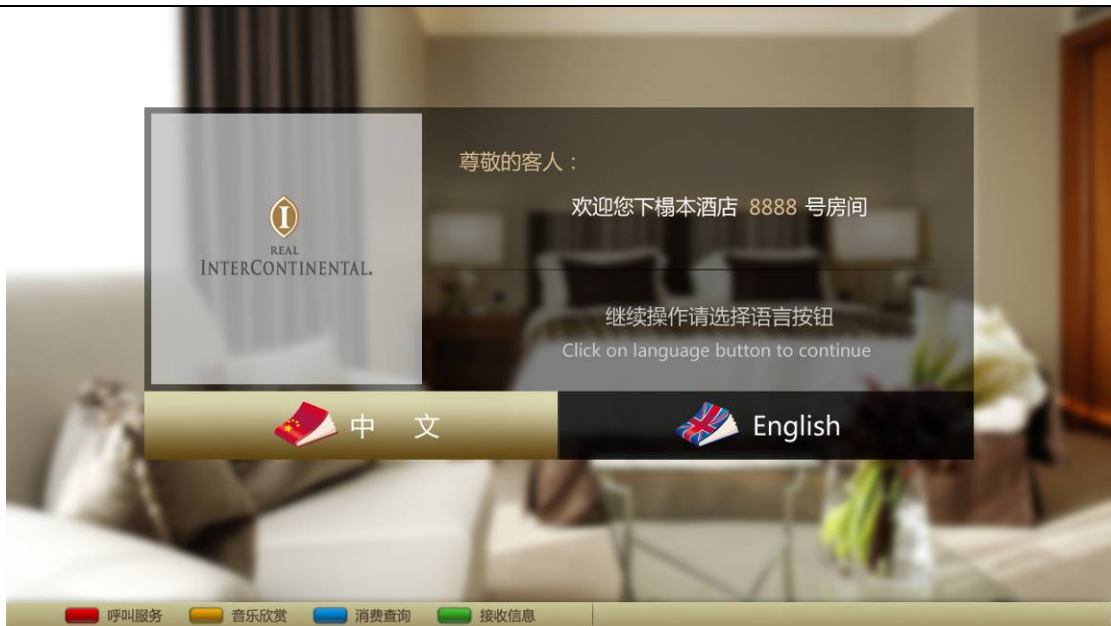 尊敬的客人：
欢迎您下榻本酒店 8888 号房间
I
REAL
INTERCONTINENTAL.
继续操作请选择语言按钮
Click on language button to continue
中 文
English
呼叫服务
音乐欣赏
消费查询
接收信息